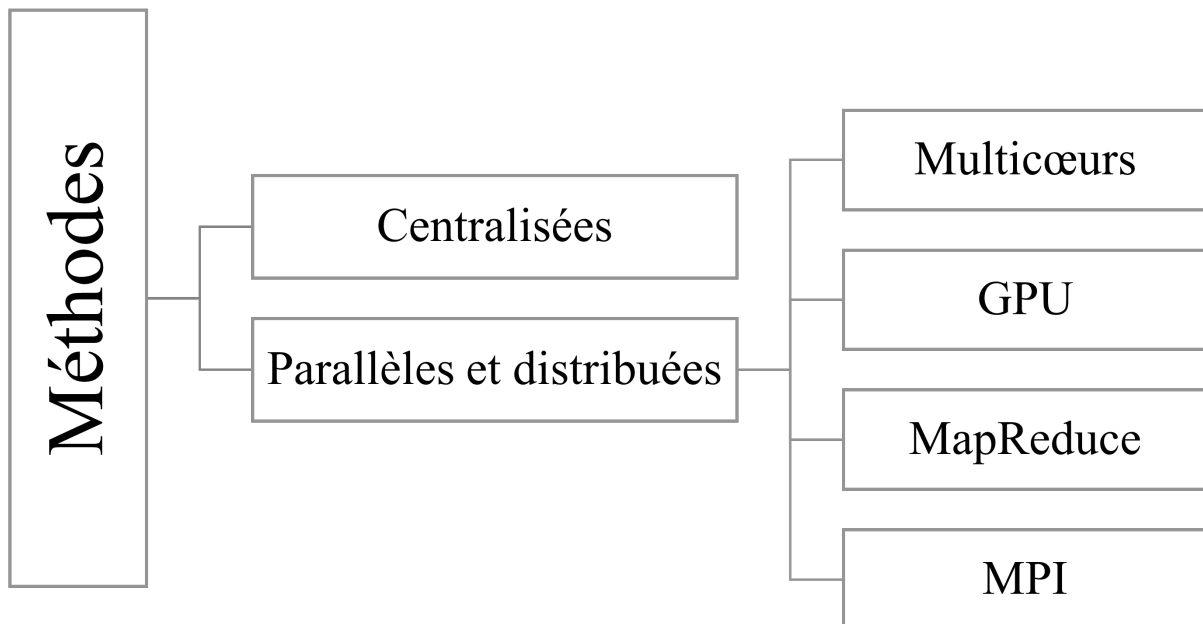 Méthodes
Centralisées
Parallèles et distribuées
Multicœurs
GPU
MapReduce
MPI